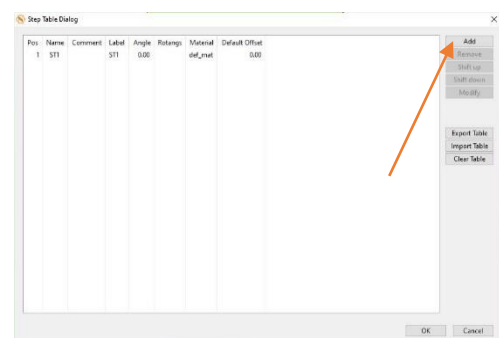 Step Table Dialog
Pos Name Comment Label Angle Rotangs Material Default Offset
1 ST1 ST1 0.00 def_mat 0.00
Add
Remove
Shift up
Shift down
Modify
Export Table
Import Table
Clear Table
OK Cancel